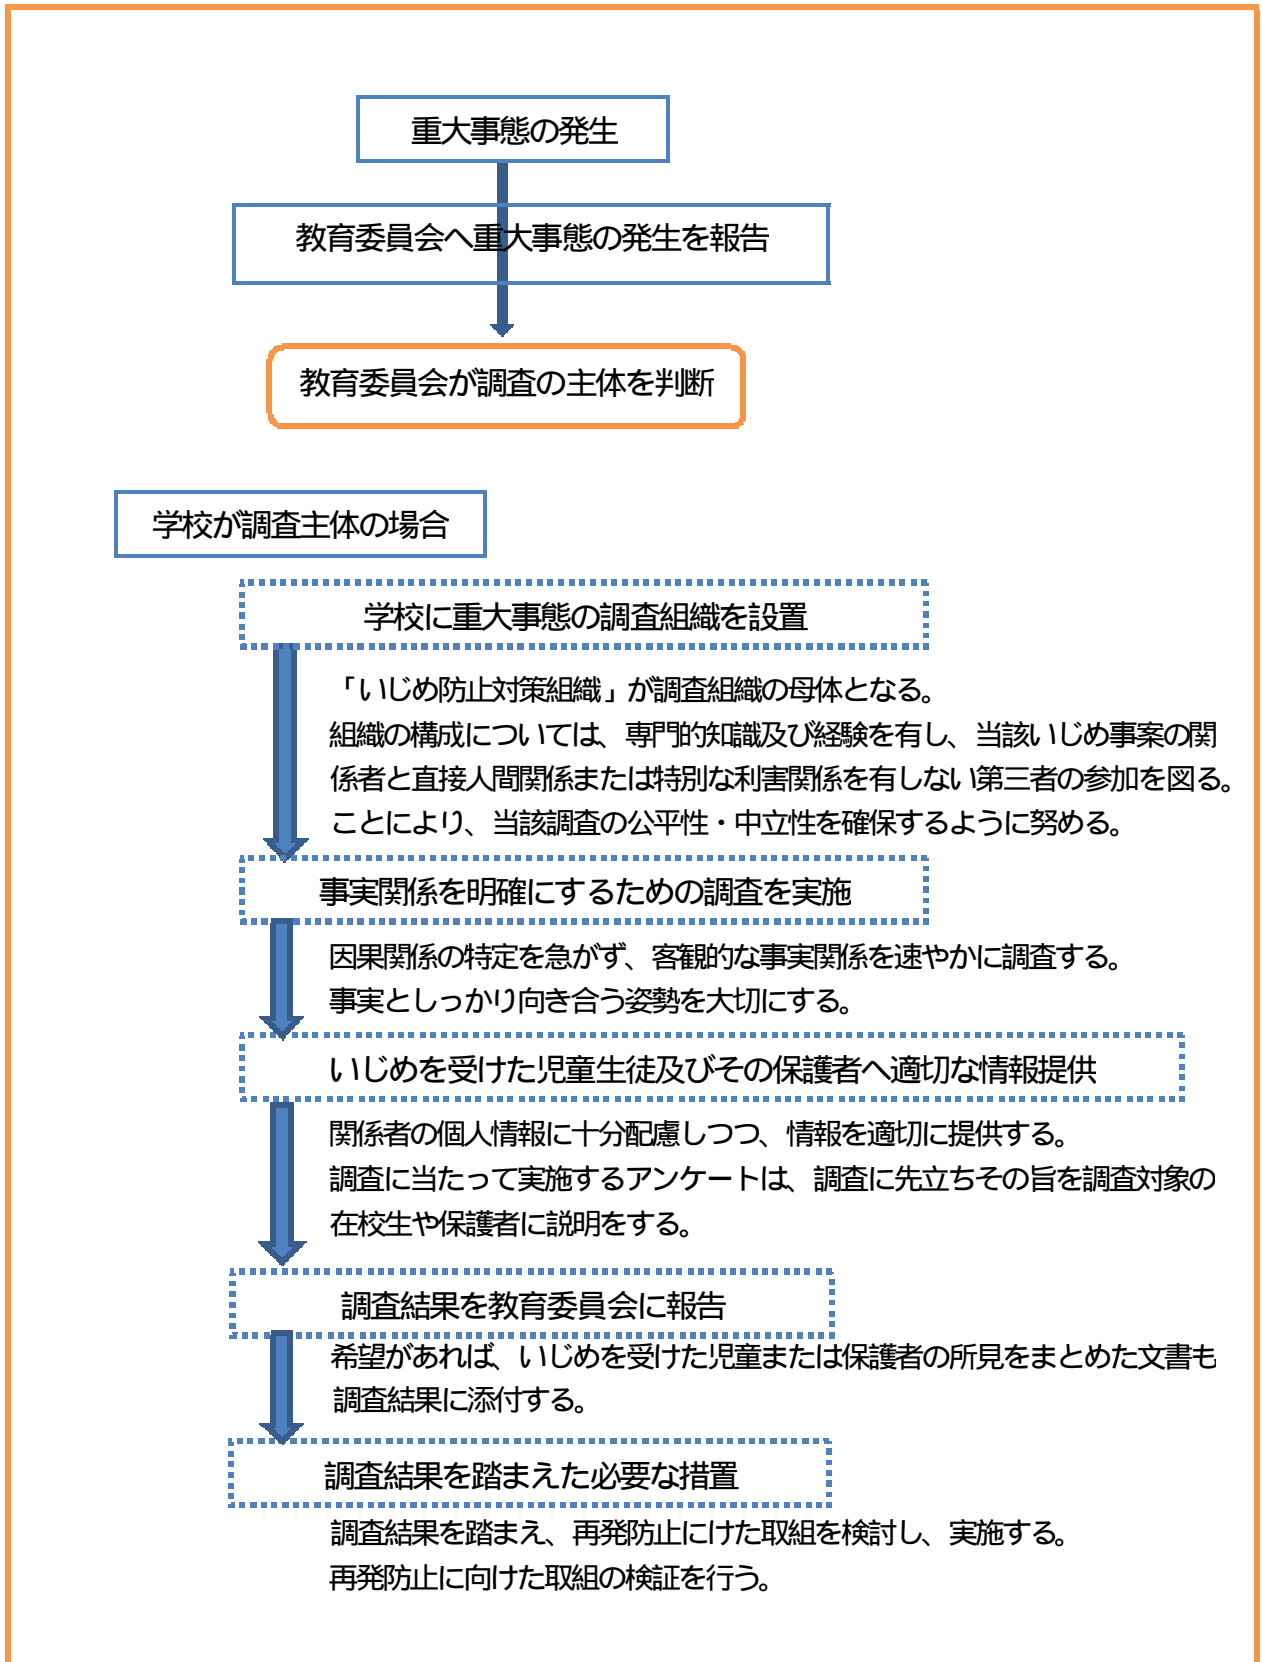 重大事態の発生
教育委員会へ重大事態の発生を報告
教育委員会が調査の主体を判断
学校が調査主体の場合
学校に重大事態の調査組織を設置
「いじめ防止対策組織」が調査組織の母体となる。
組織の構成については、専門的知識及び経験を有し、当該いじめ事案の関
係者と直接人間関係または特別な利害関係を有しない第三者の参加を図る。
ことにより、当該調査の公平性・中立性を確保するように努める。
事実関係を明確にするための調査を実施
因果関係の特定を急がず、客観的な事実関係を速やかに調査する。
事実としっかり向き合う姿勢を大切にする。
いじめを受けた児童生徒及びその保護者へ適切な情報提供
関係者の個人情報に十分配慮しつつ、情報を適切に提供する。
調査に当たって実施するアンケートは、調査に先立ちその旨を調査対象の
在校生や保護者に説明をする。
調査結果を教育委員会に報告
希望があれば、いじめを受けた児童または保護者の所見をまとめた文書も
調査結果に添付する。
調査結果を踏まえた必要な措置
調査結果を踏まえ、再発防止にけた取組を検討し、実施する。
再発防止に向けた取組の検証を行う。